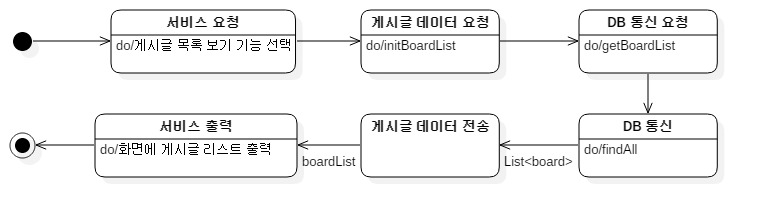 서비스 요청
do/게시글 목록 보기 기능 선택
게시글 데이터 요청
do/initBoardList
DB 통신 요청
do/getBoardList
서비스 출력
do/화면에 게시글 리스트 출력
boardList
게시글 데이터 전송
List<board>
DB 통신
do/findAll